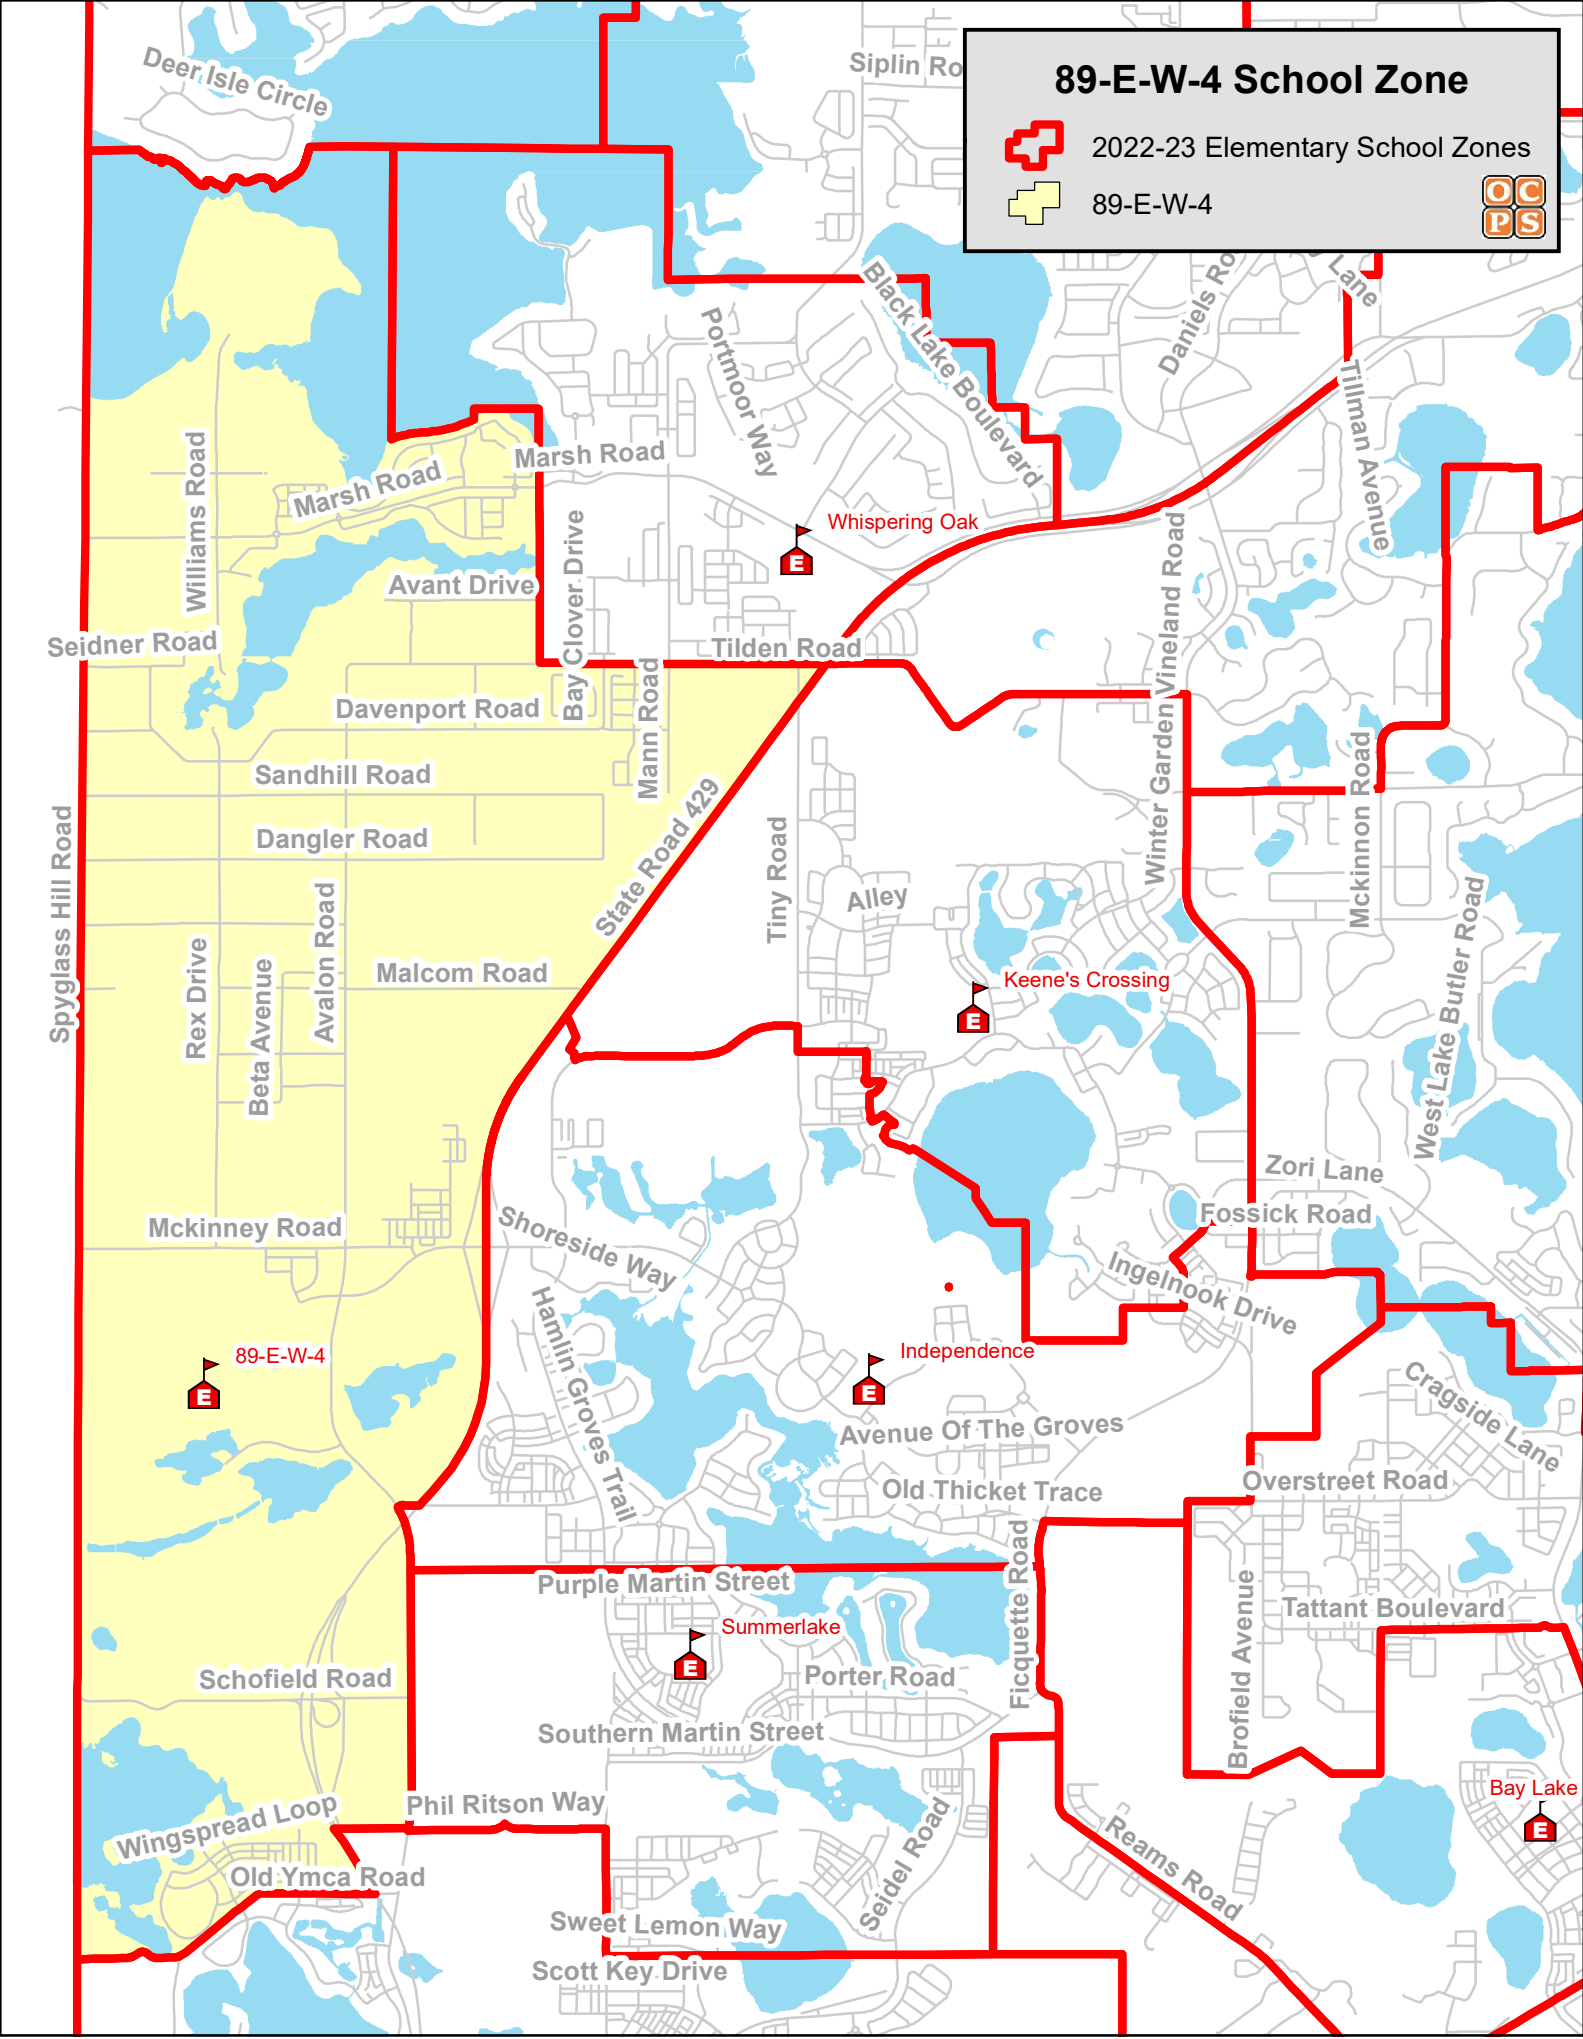 89-E-W-4 School Zone
2022-23 Elementary School Zones
89-E-W-4
O C
P S
Deer Isle Circle
Siplin Ro
Daniels Ro
Lane
Black Lake Boulevard
Portmoor Way
Tillman Avenue
Marsh Road
Marsh Road
Williams Road
Whispering Oak
E
Avant Drive
Bay Clover Drive
Seidner Road
Tilden Road
Winter Garden Vineland Road
Davenport Road
Mann Road
Sandhill Road
State Road 429
Mckinnon Road
Dangler Road
Spyglass Hill Road
Tiny Road
Alley
West Lake Butler Road
Rex Drive
Beta Avenue
Avalon Road
Malcom Road
Keene's Crossing
E
Zori Lane
Fossick Road
Mckinney Road
Shoreside Way
Ingelnook Drive
Hamlin Groves Trail
89-E-W-4
E
Independence
E
Cragside Lane
Avenue Of The Groves
Overstreet Road
Old Thicket Trace
Ficquette Road
Purple Martin Street
Brofield Avenue
Tattant Boulevard
Summerlake
E
Schofield Road
Porter Road
Southern Martin Street
Bay Lake
E
Phil Ritson Way
Wingspread Loop
Seidel Road
Reams Road
Old Ymca Road
Sweet Lemon Way
Scott Key Drive